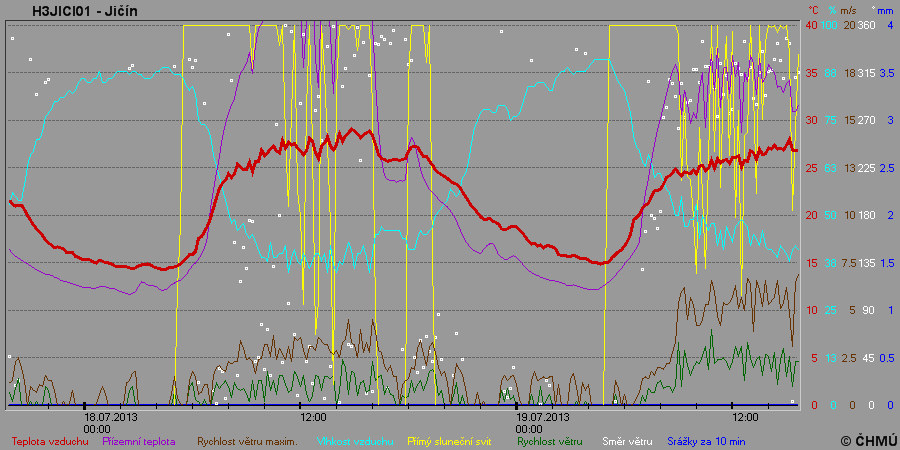 H3JICI01 - Jičín
°C % m/s ° mm
40 100 20 360 4
35 88 18 315 3.5
30 75 15 270 3
25 63 13 225 2.5
20 50 10 180 2
15 38 7.5 135 1.5
10 25 5 90 1
5 13 2.5 45 0.5
0 0 0 0 0
18.07.2013 12:00 19.07.2013 12:00
00:00 00:00
Teplota vzduchu Přízemní teplota Rychlost větru maxim. Vlhkost vzduchu Přímý sluneční svit Rychlost větru Směr větru Srážky za 10 min
© ČHMÚ